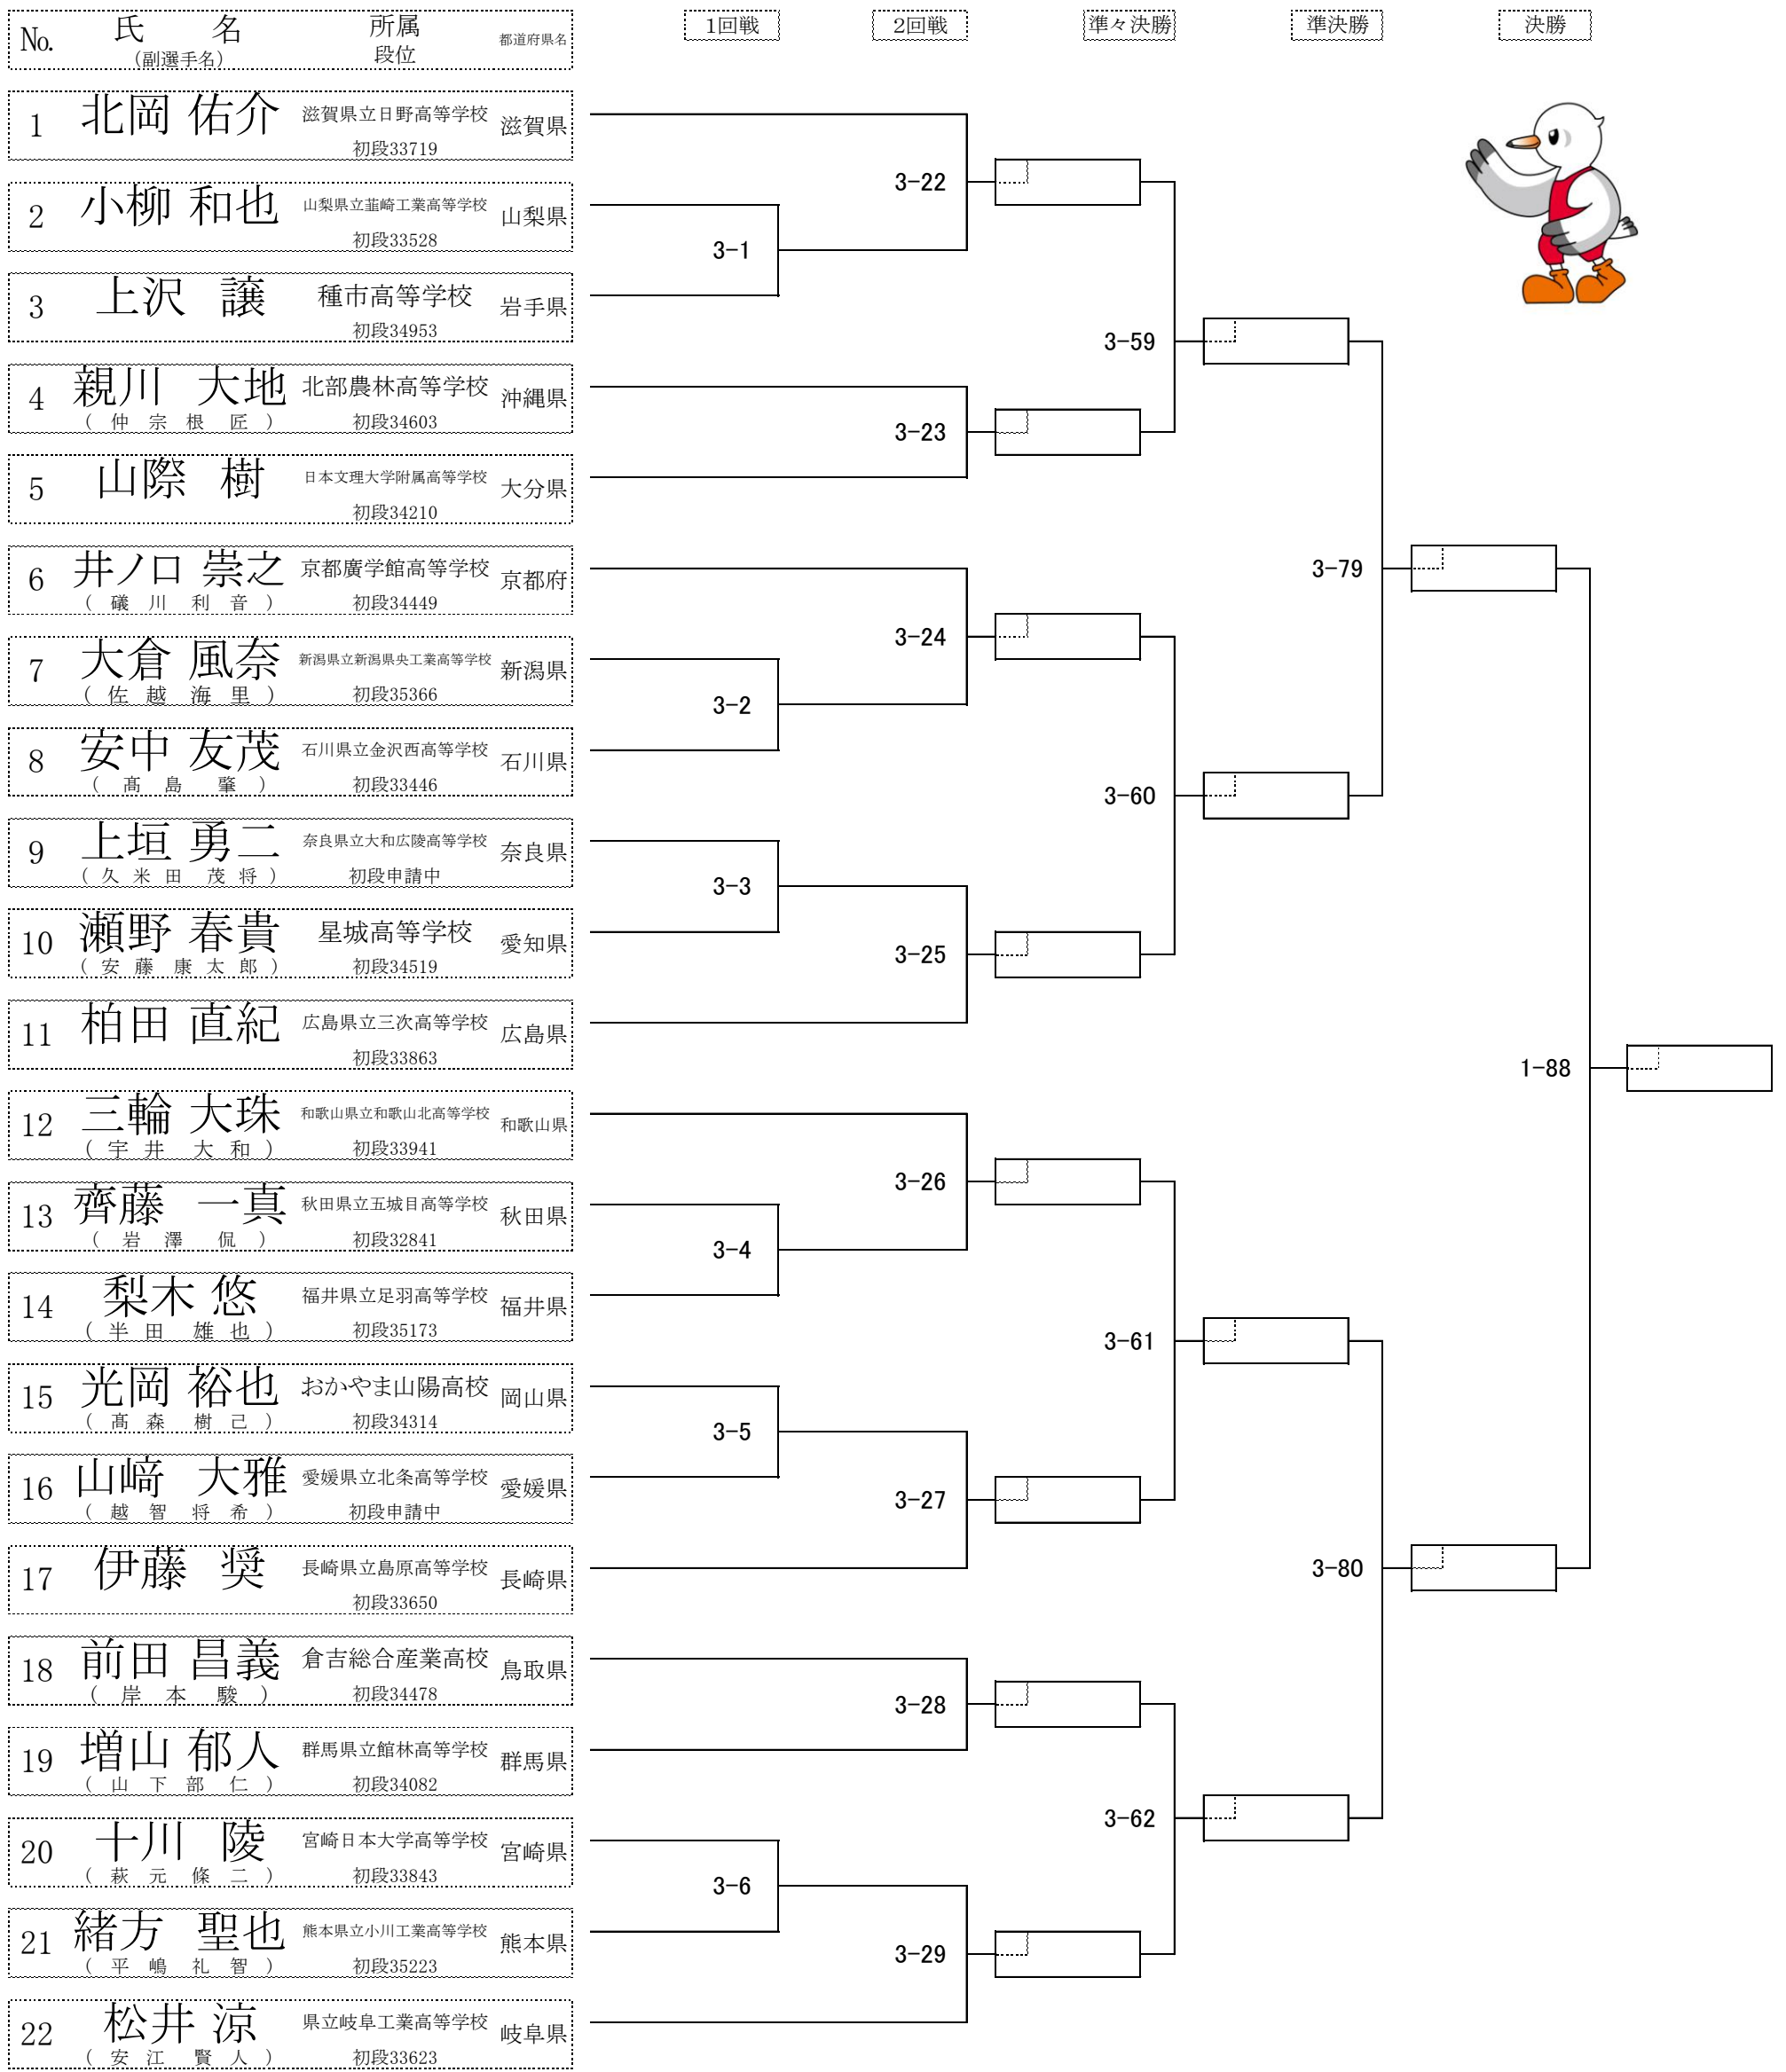 No. 氏 名 所属 都道府県名 1回戦 2回戦 準々決勝 準決勝 決勝
(副選手名) 段位
1 北岡 佑介 滋賀県立日野高等学校 滋賀県
初段33719
3-22
2 小柳 和也 山梨県立韮崎工業高等学校 山梨県
初段33528
3-1
3 上沢 譲 種市高等学校 岩手県
初段34953
3-59
4 親川 大地 北部農林高等学校 沖縄県
(仲宗根 匠) 初段34603
3-23
5 山際 樹 日本文理大学附属高等学校 大分県
初段34210
6 井ノ口 崇之 京都廣学館高等学校 京都府
(礒川 利音) 初段34449
3-79
3-24
7 大倉 風奈 新潟県立新潟県央工業高等学校 新潟県
(佐越 海里) 初段35366
3-2
8 安中 友茂 石川県立金沢西高等学校 石川県
(髙島 肇) 初段33446
3-60
9 上垣 勇二 奈良県立大和広陵高等学校 奈良県
(久米田 茂将) 初段申請中
3-3
10 瀬野 春貴 星城高等学校 愛知県
(安藤 康太郎) 初段34519
3-25
11 柏田 直紀 広島県立三次高等学校 広島県
初段33863
1-88
12 三輪 大珠 和歌山県立和歌山北高等学校 和歌山県
(宇井 大和) 初段33941
3-26
13 齊藤 一真 秋田県立五城目高等学校 秋田県
(岩澤 侃) 初段32841
3-4
14 梨木 悠 福井県立足羽高等学校 福井県
(半田 雄也) 初段35173
3-61
15 光岡 裕也 おかやま山陽高校 岡山県
(髙森 樹己) 初段34314
3-5
16 山﨑 大雅 愛媛県立北条高等学校 愛媛県
(越智 将希) 初段申請中
3-27
17 伊藤 奨 長崎県立島原高等学校 長崎県
初段33650
3-80
18 前田 昌義 倉吉総合産業高校 鳥取県
(岸本 駿) 初段34478
3-28
19 増山 郁人 群馬県立館林高等学校 群馬県
(山下部 仁) 初段34082
3-62
20 十川 陵 宮崎日本大学高等学校 宮崎県
(萩元 條二) 初段33843
3-6
21 緒方 聖也 熊本県立小川工業高等学校 熊本県
(平嶋 礼智) 初段35223
3-29
22 松井 涼 県立岐阜工業高等学校 岐阜県
(安江 賢人) 初段33623